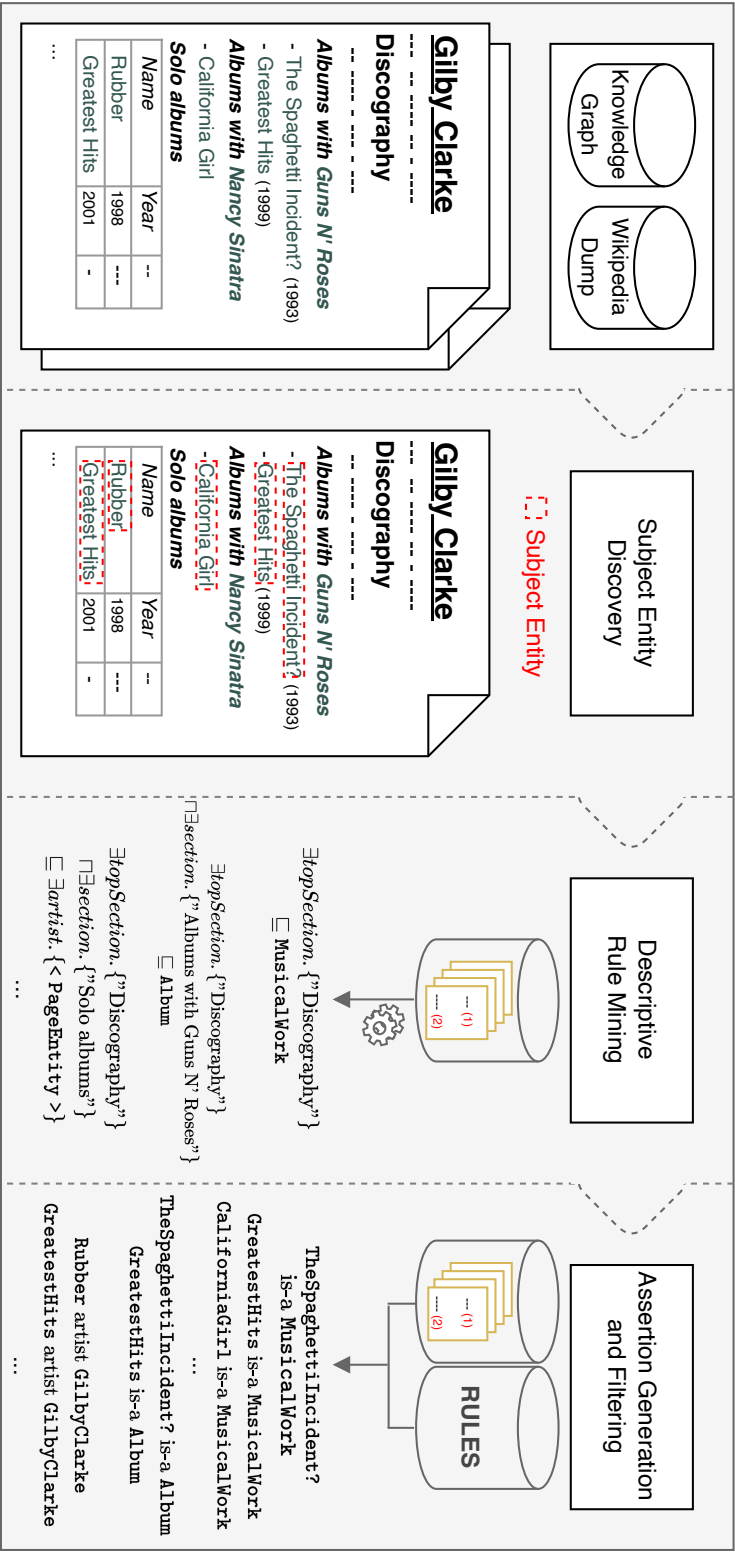 Knowledge
Graph
Wikipedia
Dump
Gilby Clarke
--- -- ---- --- ----
Discography
-- ---- - --- ---
Albums with Guns N' Roses
- The Spaghetti Incident? (1993)
- Greatest Hits (1999)
Albums with Nancy Sinatra
- California Girl
Solo albums
Name Year --
Rubber 1998 ---
Greatest Hits 2001 -
...
Subject Entity
Discovery
Subject Entity
Gilby Clarke
--- -- ---- --- ----
Discography
-- ---- - --- ---
Albums with Guns N' Roses
- The Spaghetti Incident? (1993)
- Greatest Hits (1999)
Albums with Nancy Sinatra
- California Girl
Solo albums
Name Year --
Rubber 1998 ---
Greatest Hits 2001 -
...
Descriptive
Rule Mining
--- (1)
---- (2)
∃topSection.{"Discography"}
⊑ MusicalWork
∃topSection.{"Discography"}
⊓∃section.{"Albums with Guns N' Roses"}
⊑ Album
∃topSection.{"Discography"}
⊓∃section.{"Solo albums"}
⊑ ∃artist.{< PageEntity >}
...
Assertion Generation
and Filtering
--- (1)
---- (2)
RULES
TheSpaghettiIncident?
is-a MusicalWork
GreatestHits is-a MusicalWork
CaliforniaGirl is-a MusicalWork
...
TheSpaghettiIncident? is-a Album
GreatestHits is-a Album
Rubber artist GilbyClarke
GreatestHits artist GilbyClarke
...